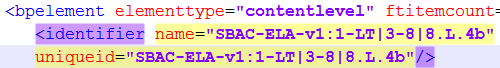 <bpelement elementtype="contentlevel" ftitemcount=
<identifier name="SBAC-ELA-v1:1-LT|3-8|8.L.4b"
uniqueid="SBAC-ELA-v1:1-LT|3-8|8.L.4b"/>